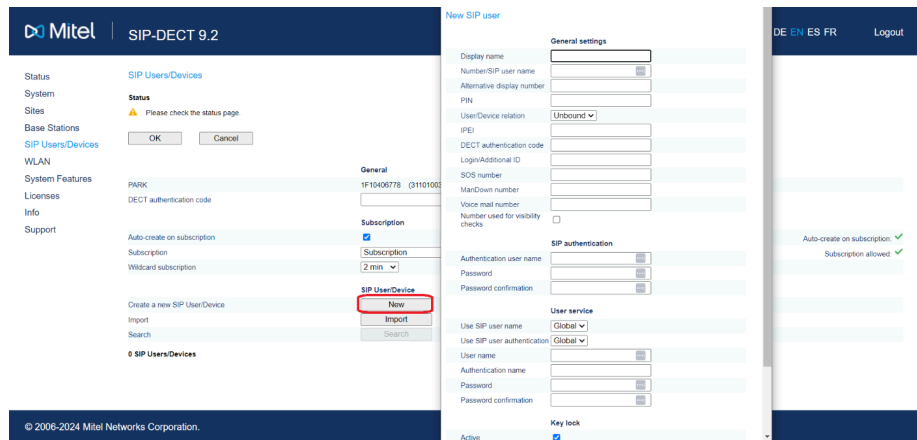 Mitel
SIP-DECT 9.2
DE EN ES FR
Logout
Status
System
Sites
Base Stations
SIP Users/Devices
WLAN
System Features
Licenses
Info
Support
SIP Users/Devices
Status
Please check the status page
OK
Cancel
General
PARK
1F10406778 (31101003
DECT authentication code
Subscription
Auto-create on subscription
Subscription
Subscription
Wildcard subscription
2 min
SIP User/Device
Create a new SIP User/Device
New
Import
Import
Search
Search
0 SIP Users/Devices
Auto-create on subscription:
Subscription allowed:
New SIP user
General settings
Display name
Number/SIP user name
Alternative display number
PIN
User/Device relation
Unbound
IPEI
DECT authentication code
Login/Additional ID
SOS number
ManDown number
Voice mail number
Number used for visibility
checks
SIP authentication
Authentication user name
Password
Password confirmation
User service
Use SIP user name
Global
Use SIP user authentication
Global
User name
Authentication name
Password
Password confirmation
Key lock
Active
© 2006-2024 Mitel Networks Corporation.